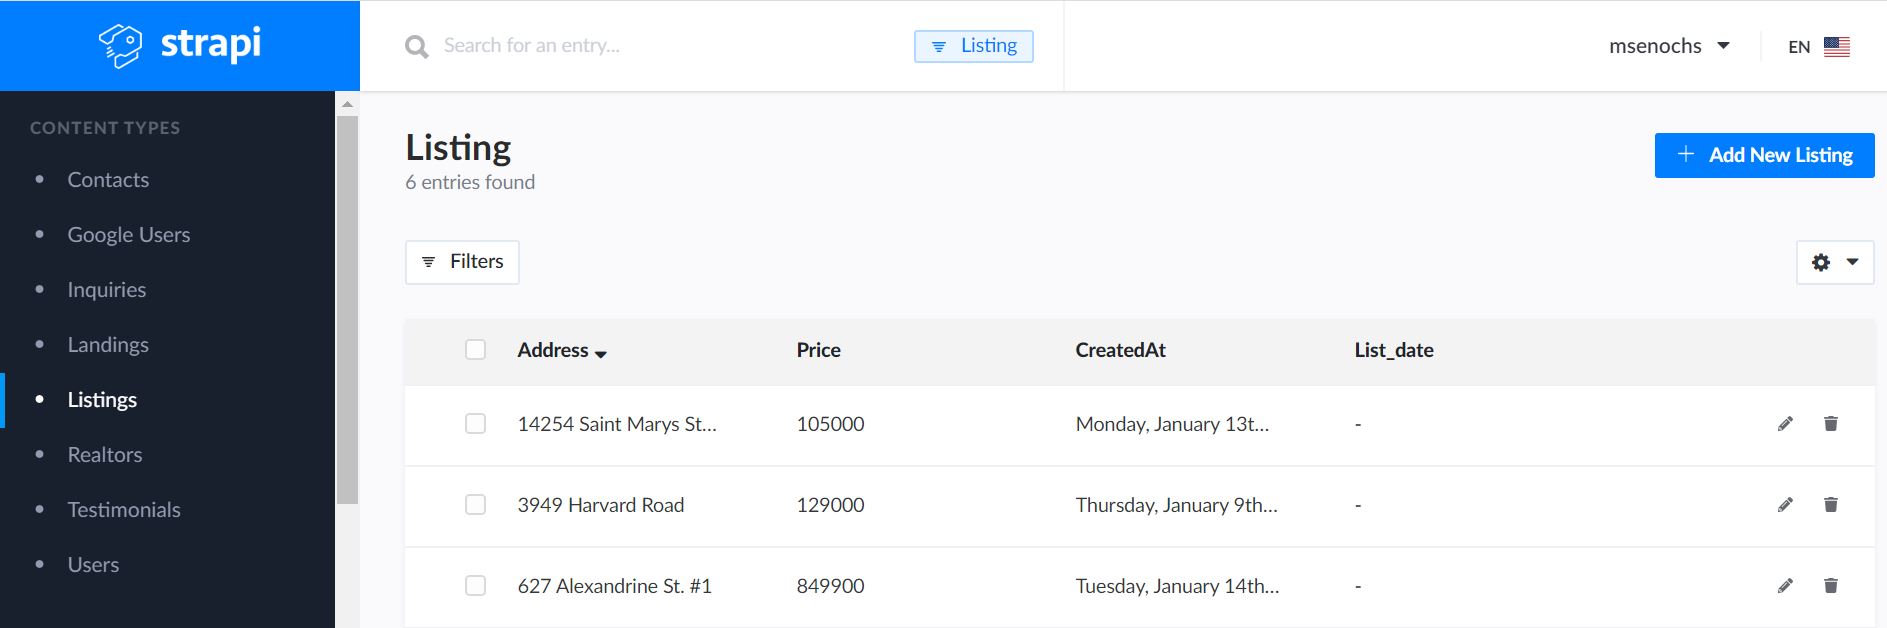 strapi
Search for an entry...
Listing
msenochs
EN
CONTENT TYPES
Contacts
Google Users
Inquiries
Landings
Listings
Realtors
Testimonials
Users
Listing
6 entries found
Add New Listing
Filters
Address Price CreatedAt List_date
14254 Saint Marys St... 105000 Monday, January 13t... -
3949 Harvard Road 129000 Thursday, January 9th... -
627 Alexandrine St. #1 849900 Tuesday, January 14th... -